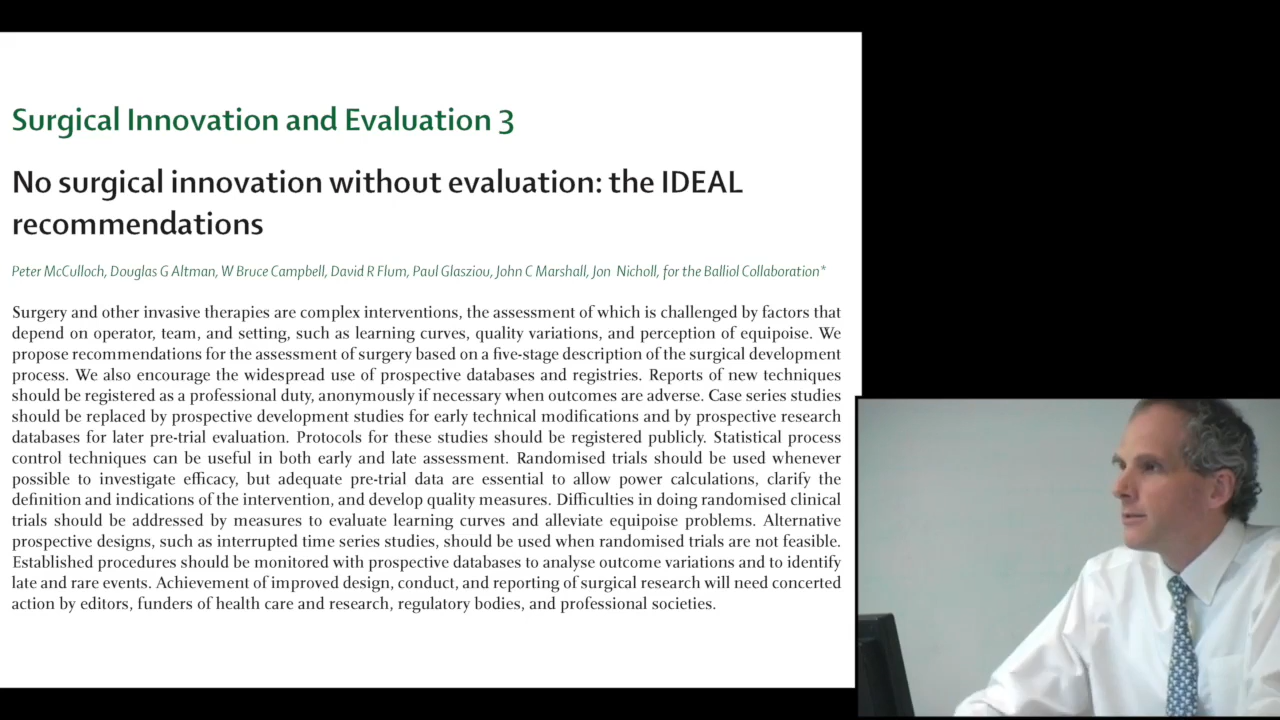 Surgical Innovation and Evaluation 3
No surgical innovation without evaluation: the IDEAL
recommendations
Peter McCulloch, Douglas G Altman, W Bruce Campbell, David R Flum, Paul Glasziou, John C Marshall, Jon Nicholl, for the Balliol Collaboration*
Surgery and other invasive therapies are complex interventions, the assessment of which is challenged by factors that
depend on operator, team, and setting, such as learning curves, quality variations, and perception of equipoise. We
propose recommendations for the assessment of surgery based on a five-stage description of the surgical development
process. We also encourage the widespread use of prospective databases and registries. Reports of new techniques
should be registered as a professional duty, anonymously if necessary when outcomes are adverse. Case series studies
should be replaced by prospective development studies for early technical modifications and by prospective research
databases for later pre-trial evaluation. Protocols for these studies should be registered publicly. Statistical process
control techniques can be useful in both early and late assessment. Randomised trials should be used whenever
possible to investigate efficacy, but adequate pre-trial data are essential to allow power calculations, clarify the
definition and indications of the intervention, and develop quality measures. Difficulties in doing randomised clinical
trials should be addressed by measures to evaluate learning curves and alleviate equipoise problems. Alternative
prospective designs, such as interrupted time series studies, should be used when randomised trials are not feasible.
Established procedures should be monitored with prospective databases to analyse outcome variations and to identify
late and rare events. Achievement of improved design, conduct, and reporting of surgical research will need concerted
action by editors, funders of health care and research, regulatory bodies, and professional societies.